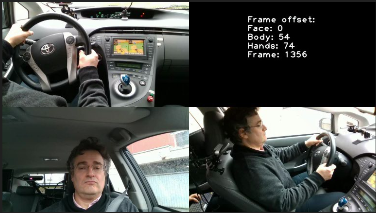 Frame offset:
Face: 0
Body: 54
Hands: 74
Frame: 1356